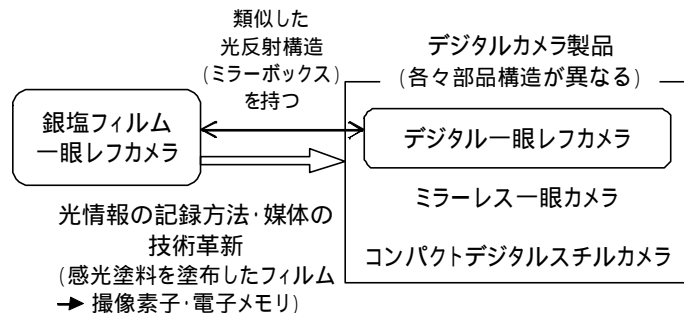 類似した
光反射構造
(ミラーボックス)
を持つ
デジタルカメラ製品
(各々部品構造が異なる)
銀塩フィルム
一眼レフカメラ
デジタル一眼レフカメラ
ミラーレス一眼カメラ
コンパクトデジタルスチルカメラ
光情報の記録方法･媒体の
技術革新
(感光塗料を塗布したフィルム
→ 撮像素子･電子メモリ)